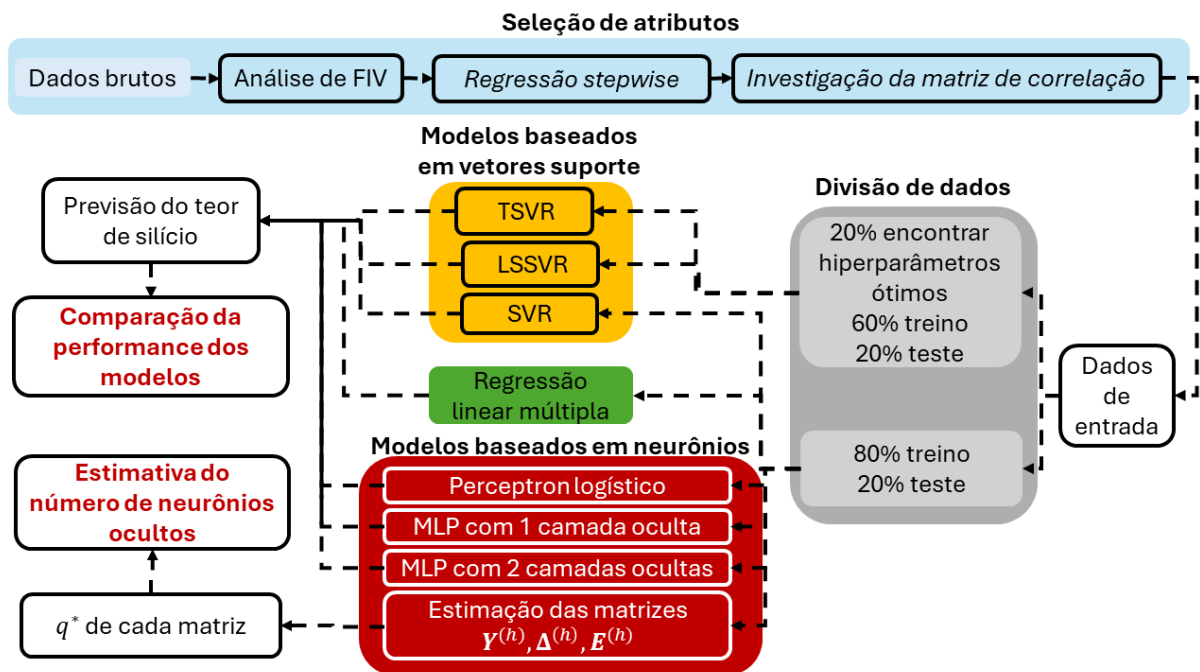 Seleção de atributos
Dados brutos
Análise de FIV
Regressão stepwise
Investigação da matriz de correlação
Modelos baseados
em vetores suporte
TSVR
LSSVR
SVR
Regressão
linear múltipla
Modelos baseados em neurônios
Perceptron logístico
MLP com 1 camada oculta
MLP com 2 camadas ocultas
Estimação das matrizes
Y^(h), Δ^(h), E^(h)
Divisão de dados
20% encontrar
hiperparâmetros
ótimos
60% treino
20% teste
80% treino
20% teste
Dados
de
entrada
Previsão do teor
de silício
Comparação da
performance dos
modelos
Estimativa do
número de neurônios
ocultos
q* de cada matriz